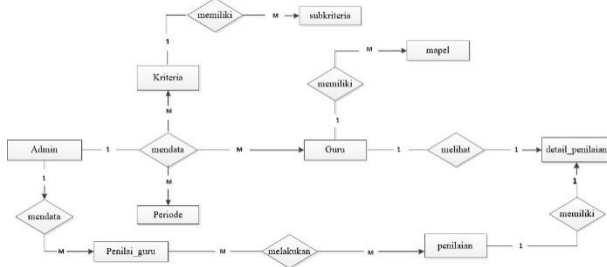 memiliki
M
subkriteria
1
M
mapel
Kriteria
memiliki
M
1
Admin
1
mendata
M
Guru
1
melihat
1
detail_penilaian
1
M
1
mendata
Periode
memiliki
M
Penilai_guru
M
melakukan
M
penilaian
1